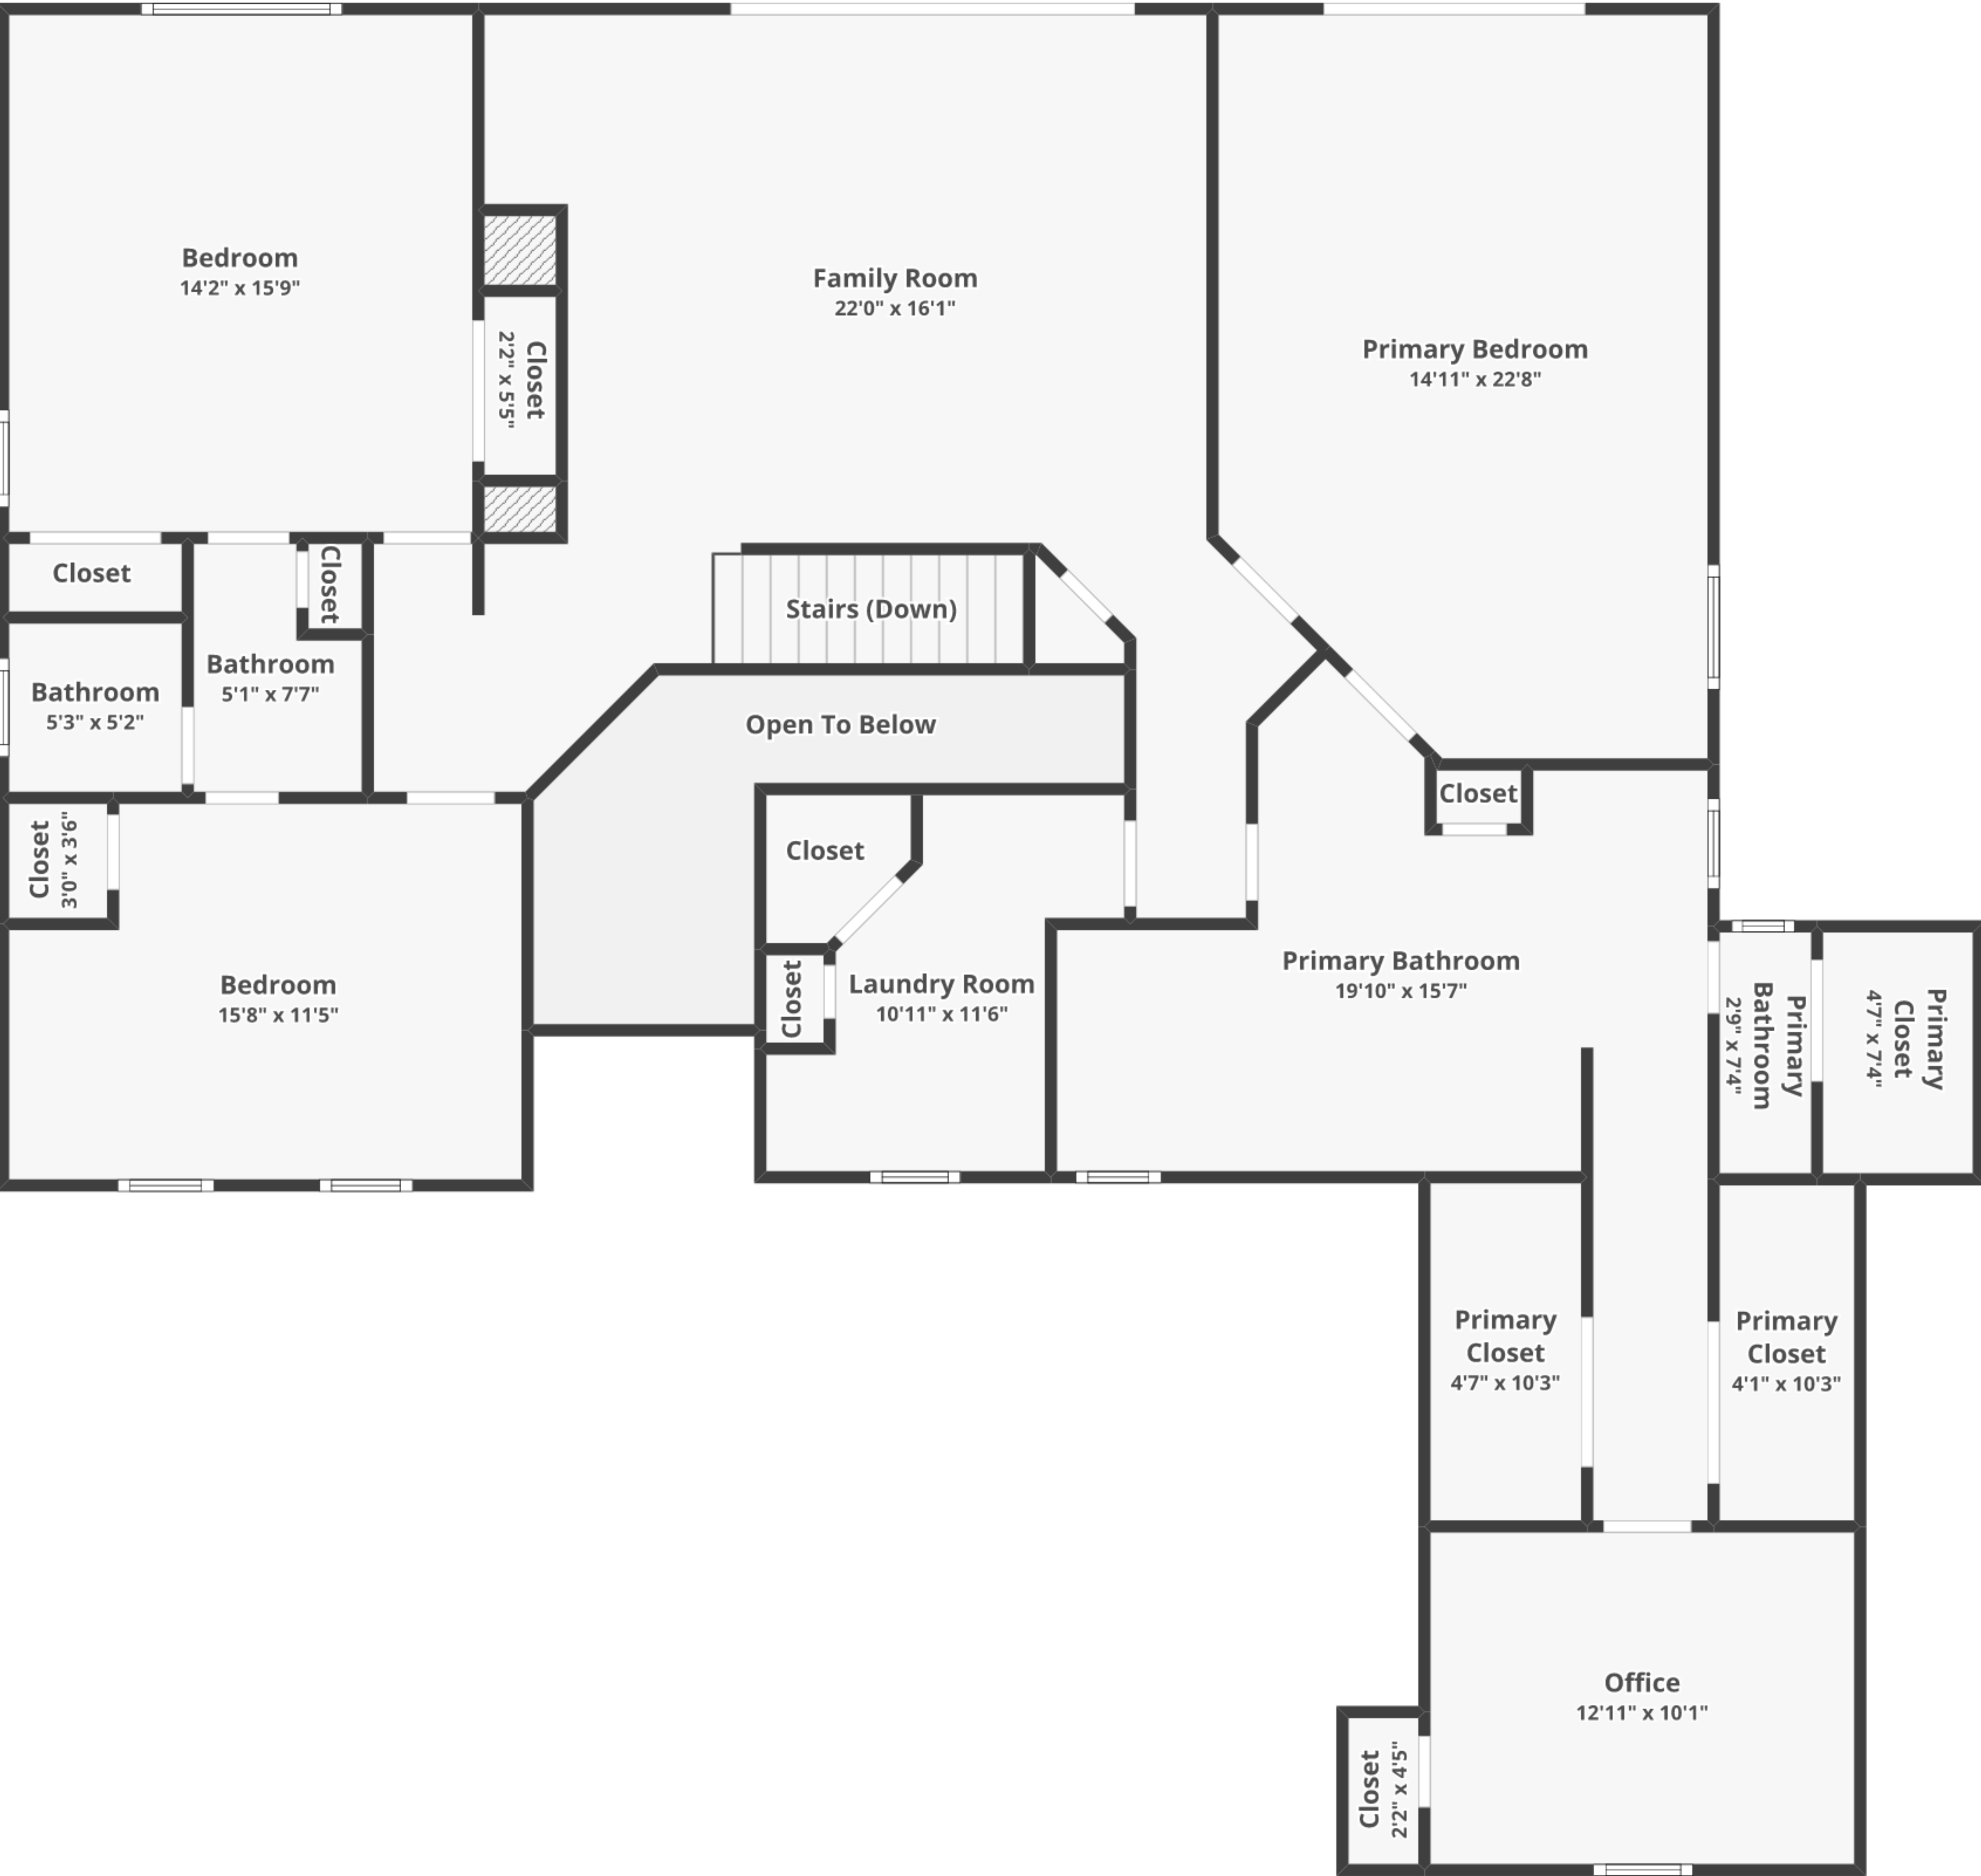 Bedroom
14'2" x 15'9"
Family Room
22'0" x 16'1"
Primary Bedroom
14'11" x 22'8"
Closet
2'2" x 5'5"
Closet
Closet
Stairs (Down)
Bathroom
5'1" x 7'7"
Bathroom
5'3" x 5'2"
Open To Below
Closet
Closet
3'0" x 3'6"
Closet
Bedroom
15'8" x 11'5"
Closet
Laundry Room
10'11" x 11'6"
Primary Bathroom
19'10" x 15'7"
Primary
Bathroom
2'9" x 7'4"
Primary
Closet
4'7" x 7'4"
Primary
Closet
4'7" x 10'3"
Primary
Closet
4'1" x 10'3"
Office
12'11" x 10'1"
Closet
2'2" x 4'5"